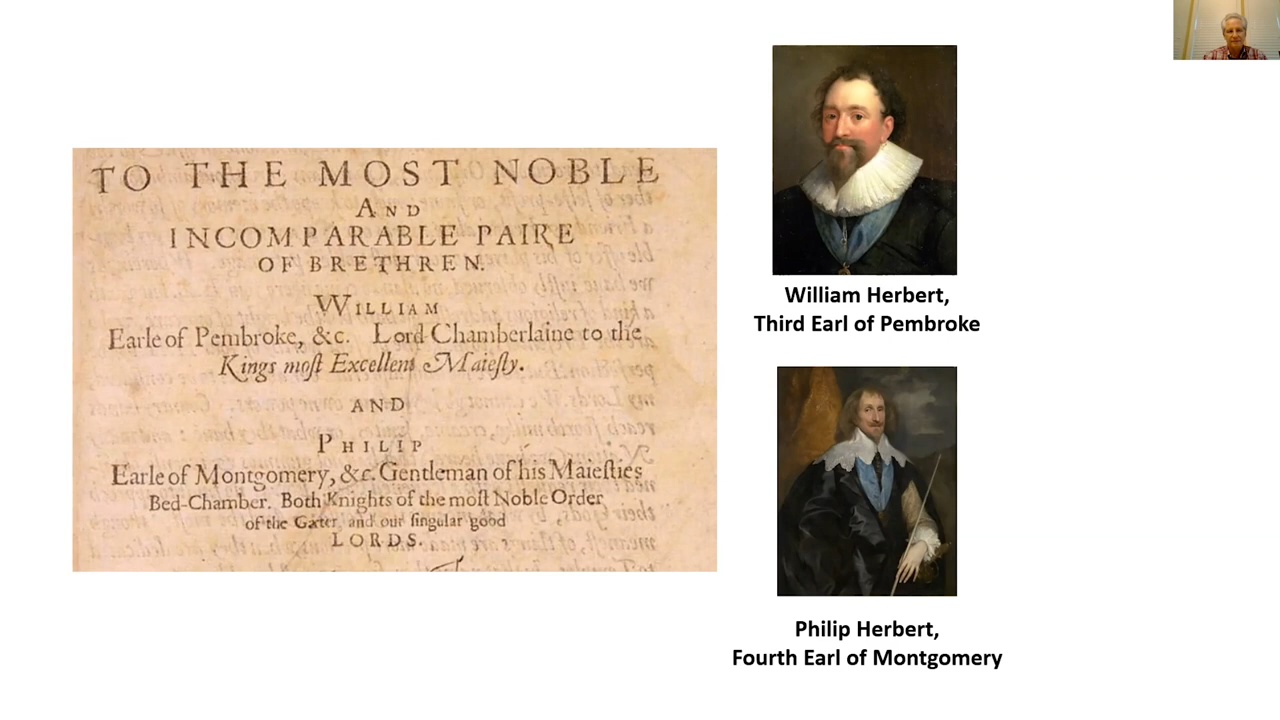 TO THE MOST NOBLE
AND
INCOMPARABLE PAIRE
OF BRETHREN.
WILLIAM
Earle of Pembroke, &c. Lord Chamberlaine to the
Kings moſt Excellent Maieſty.
AND
PHILIP
Earle of Montgomery, &c. Gentleman of his Maieſties
Bed-Chamber. Both Knights of the moſt Noble Order
of the Garter, and our ſingular good
LORDS.
William Herbert,
Third Earl of Pembroke
Philip Herbert,
Fourth Earl of Montgomery